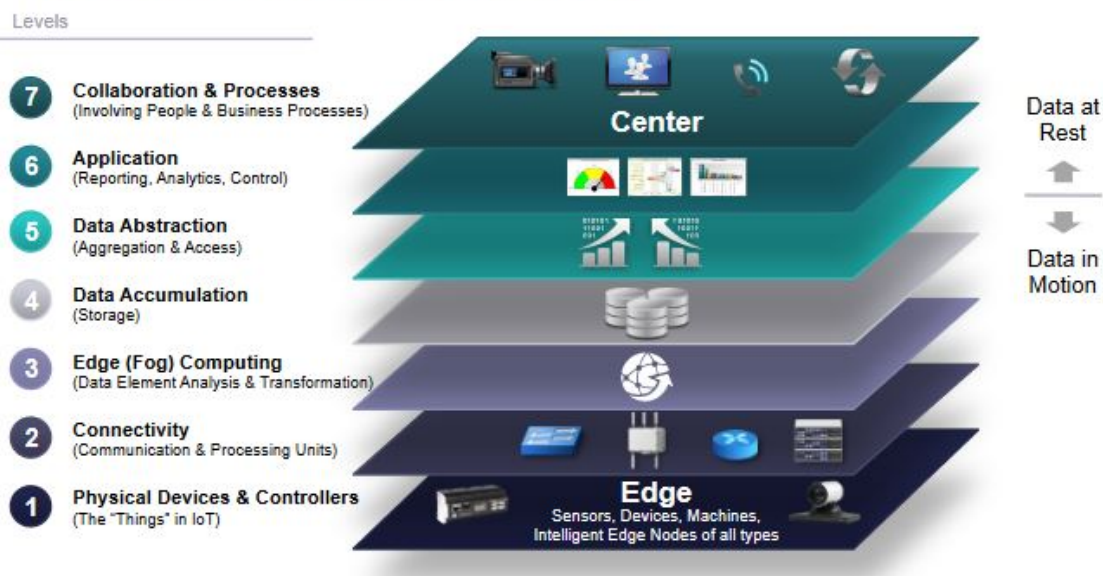 Levels
7
Collaboration & Processes
(Involving People & Business Processes)
6
Application
(Reporting, Analytics, Control)
5
Data Abstraction
(Aggregation & Access)
4
Data Accumulation
(Storage)
3
Edge (Fog) Computing
(Data Element Analysis & Transformation)
2
Connectivity
(Communication & Processing Units)
1
Physical Devices & Controllers
(The "Things" in IoT)
Center
Edge
Sensors, Devices, Machines,
Intelligent Edge Nodes of all types
Data at
Rest
Data in
Motion